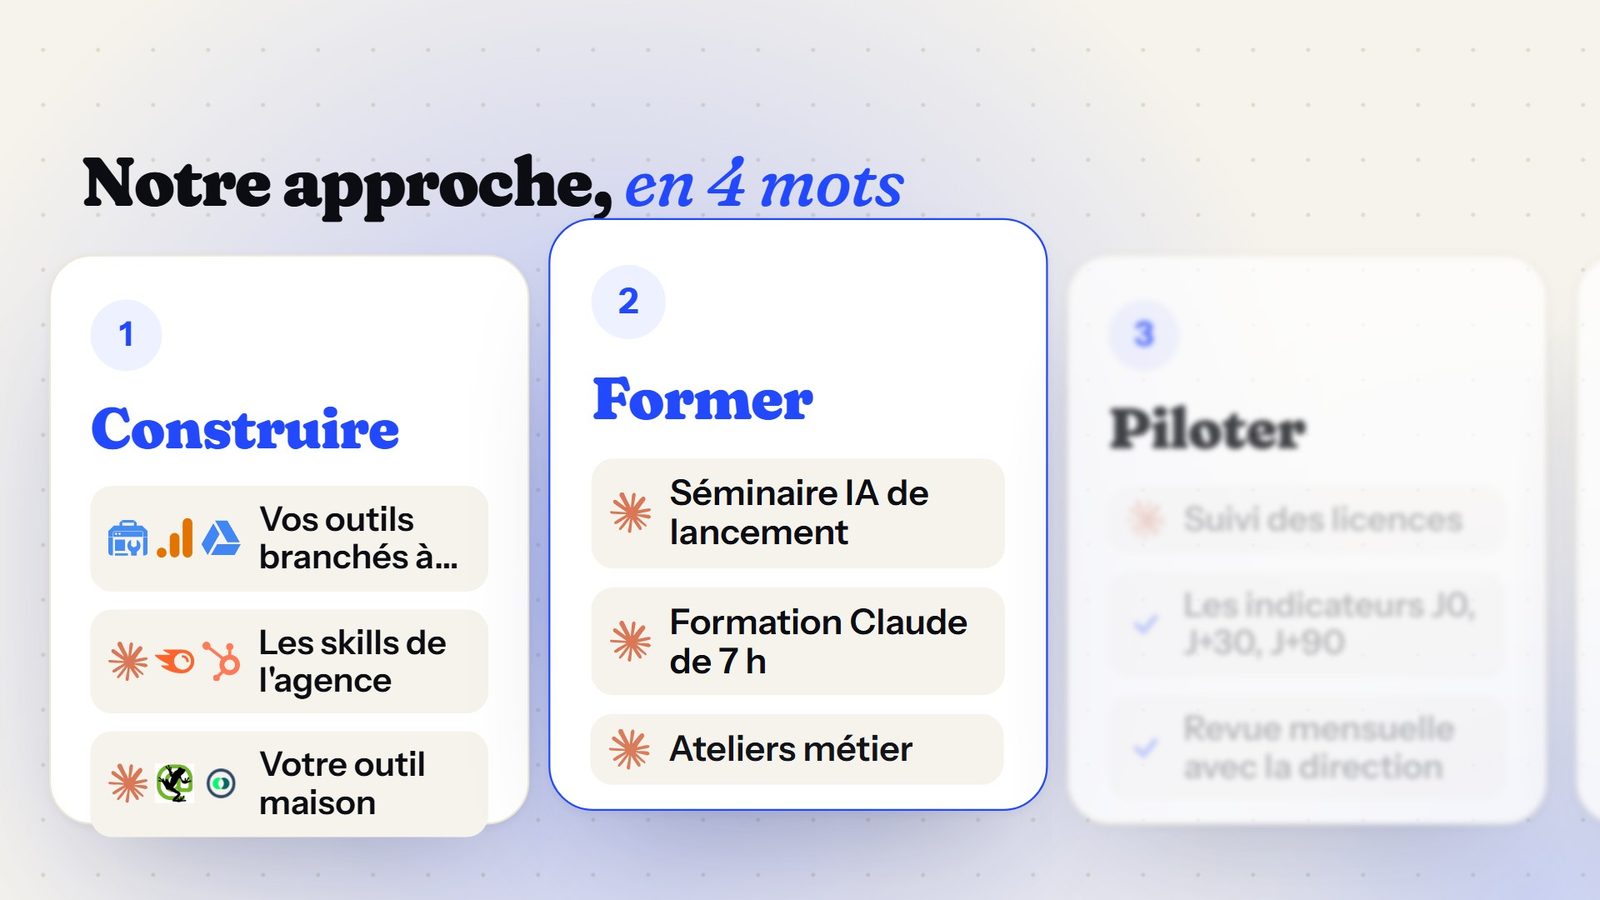 Notre approche, en 4 mots
1
Construire
Vos outils
branchés à...
Les skills de
l'agence
Votre outil
maison
2
Former
Séminaire IA de
lancement
Formation Claude
de 7 h
Ateliers métier
3
Piloter
Suivi des licences
Les indicateurs J0,
J+30, J+90
Revue mensuelle
avec la direction